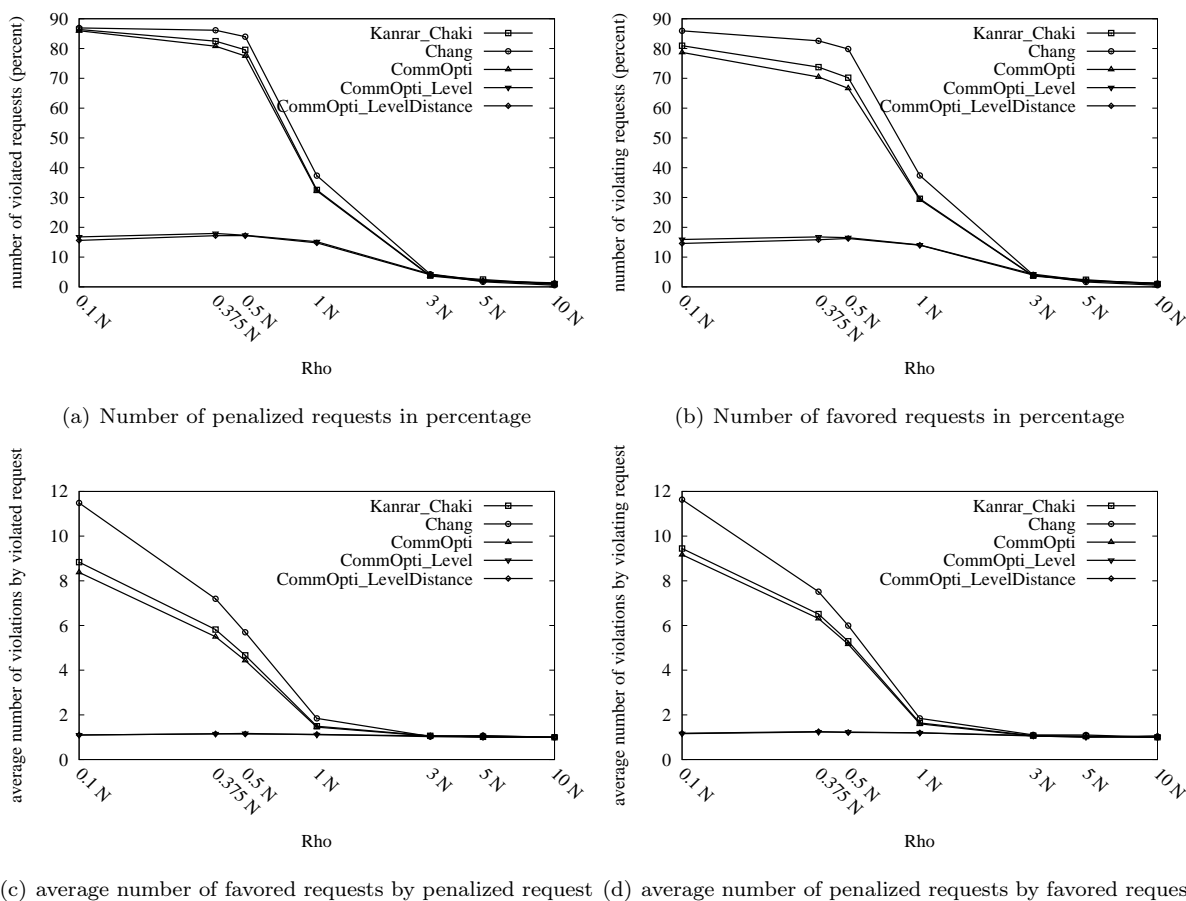 number of violated requests (percent)
90
80
70
60
50
40
30
20
10
0
Kanrar_Chaki
Chang
CommOpti
CommOpti_Level
CommOpti_LevelDistance
0.1 N
0.375 N
0.5 N
1 N
3 N
5 N
10 N
Rho
(a) Number of penalized requests in percentage
number of violating requests (percent)
90
80
70
60
50
40
30
20
10
0
Kanrar_Chaki
Chang
CommOpti
CommOpti_Level
CommOpti_LevelDistance
0.1 N
0.375 N
0.5 N
1 N
3 N
5 N
10 N
Rho
(b) Number of favored requests in percentage
average number of violations by violated request
12
10
8
6
4
2
0
Kanrar_Chaki
Chang
CommOpti
CommOpti_Level
CommOpti_LevelDistance
0.1 N
0.375 N
0.5 N
1 N
3 N
5 N
10 N
Rho
(c) average number of favored requests by penalized request
average number of violations by violating request
12
10
8
6
4
2
0
Kanrar_Chaki
Chang
CommOpti
CommOpti_Level
CommOpti_LevelDistance
0.1 N
0.375 N
0.5 N
1 N
3 N
5 N
10 N
Rho
(d) average number of penalized requests by favored reques